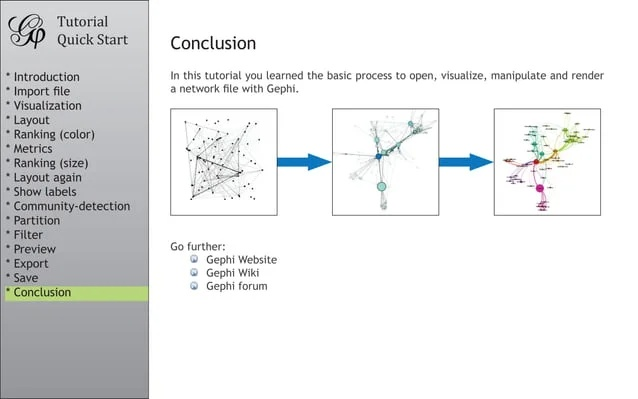 Tutorial
Quick Start
* Introduction
* Import file
* Visualization
* Layout
* Ranking (color)
* Metrics
* Ranking (size)
* Layout again
* Show labels
* Community-detection
* Partition
* Filter
* Preview
* Export
* Save
* Conclusion
Conclusion
In this tutorial you learned the basic process to open, visualize, manipulate and render
a network file with Gephi.
Go further:
Gephi Website
Gephi Wiki
Gephi forum